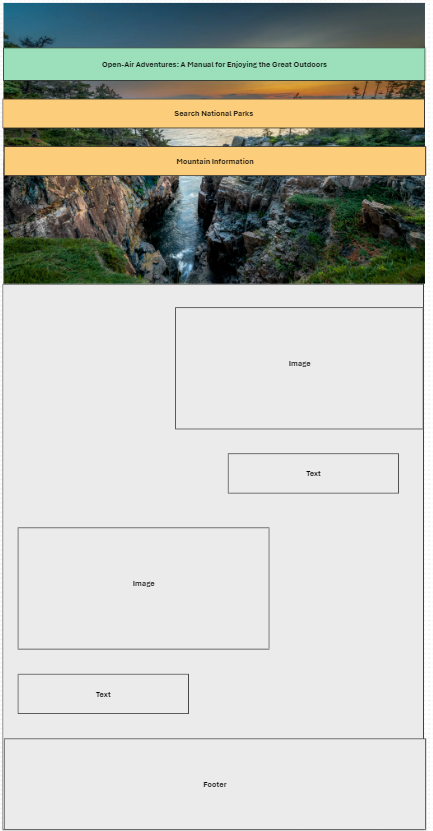 Open-Air Adventures: A Manual for Enjoying the Great Outdoors
Search National Parks
Mountain Information
Image
Text
Image
Text
Footer